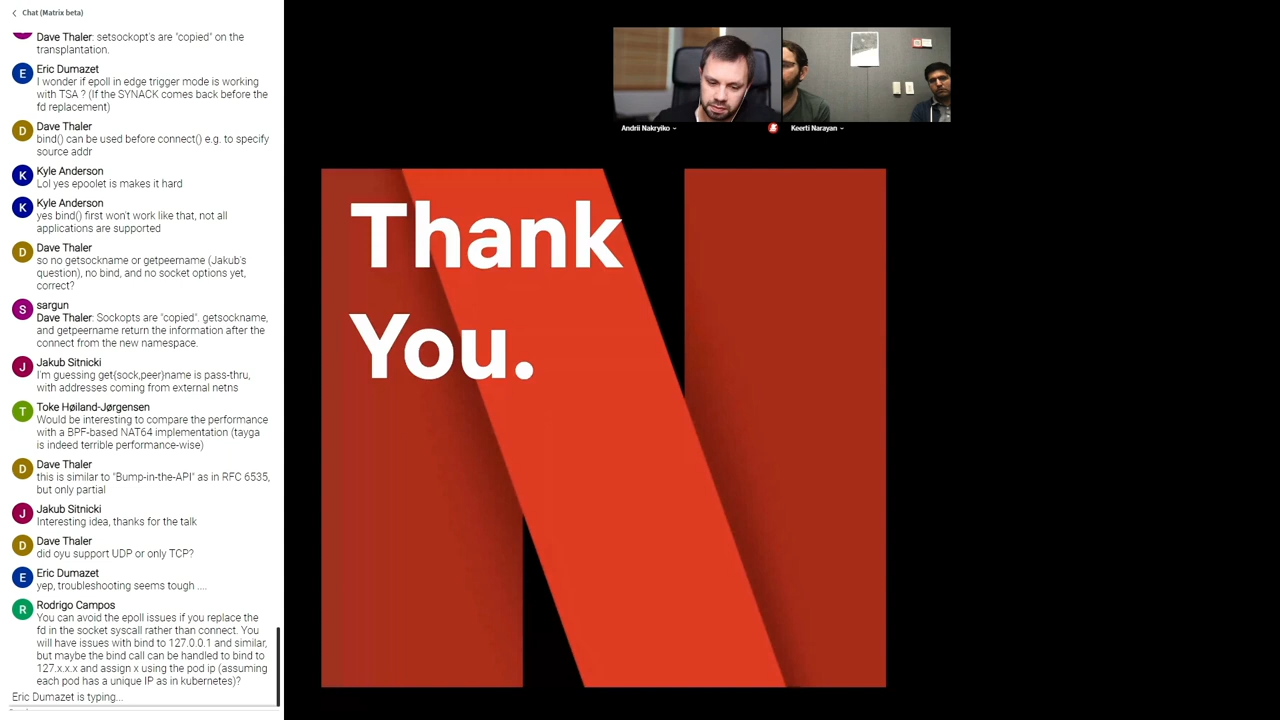 Chat (Matrix beta)
Dave Thaler: setsockopt's are "copied" on the
transplantation.
E
Eric Dumazet
I wonder if epoll in edge trigger mode is working
with TSA ? (If the SYNACK comes back before the
fd replacement)
D
Dave Thaler
bind() can be used before connect() e.g. to specify
source addr
K
Kyle Anderson
Lol yes epoolet is makes it hard
K
Kyle Anderson
yes bind() first won't work like that, not all
applications are supported
D
Dave Thaler
so no getsockname or getpeername (Jakub's
question), no bind, and no socket options yet,
correct?
S
sargun
Dave Thaler: Sockopts are "copied". getsockname,
and getpeername return the information after the
connect from the new namespace.
J
Jakub Sitnicki
I'm guessing get{sock,peer}name is pass-thru,
with addresses coming from external netns
T
Toke Høiland-Jørgensen
Would be interesting to compare the performance
with a BPF-based NAT64 implementation (tayga
is indeed terrible performance-wise)
D
Dave Thaler
this is similar to "Bump-in-the-API" as in RFC 6535,
but only partial
J
Jakub Sitnicki
Interesting idea, thanks for the talk
D
Dave Thaler
did oyu support UDP or only TCP?
E
Eric Dumazet
yep, troubleshooting seems tough ....
R
Rodrigo Campos
You can avoid the epoll issues if you replace the
fd in the socket syscall rather than connect. You
will have issues with bind to 127.0.0.1 and similar,
but maybe the bind call can be handled to bind to
127.x.x.x and assign x using the pod ip (assuming
each pod has a unique IP as in kubernetes)?
Eric Dumazet is typing...
Andrii Nakryiko
Keerti Narayan
Thank
You.